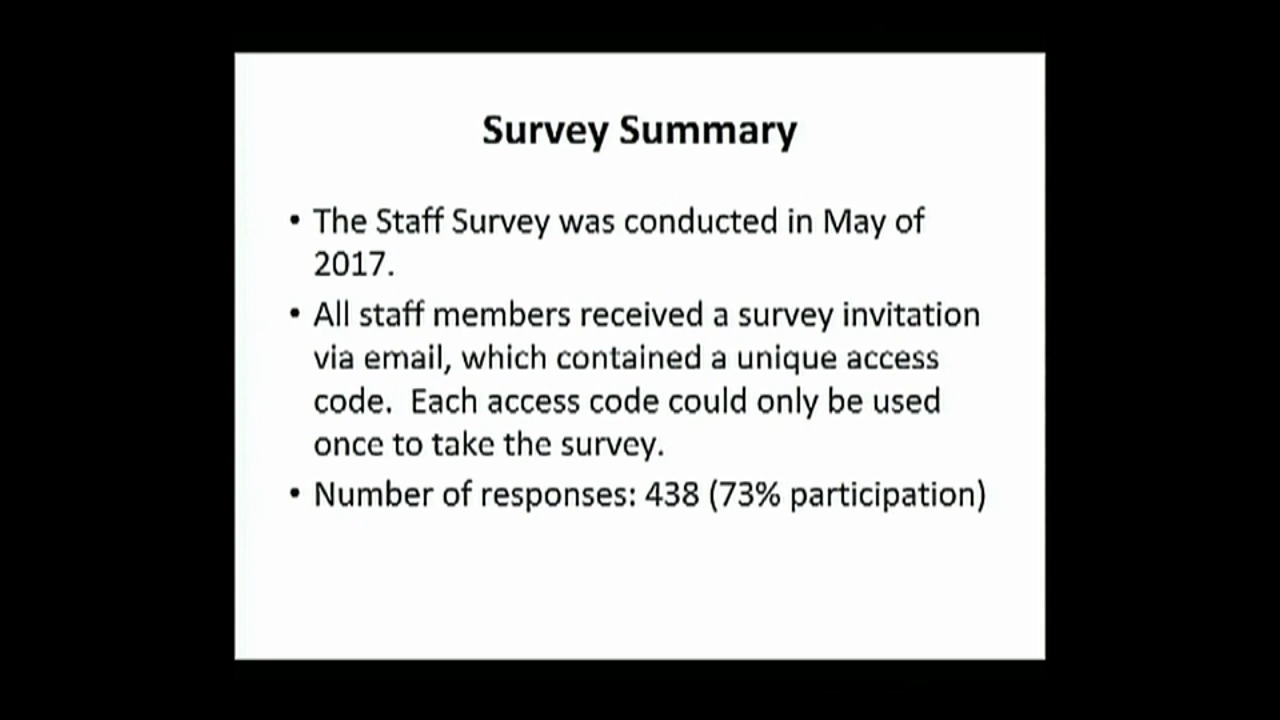 Survey Summary
• The Staff Survey was conducted in May of
2017.
• All staff members received a survey invitation
via email, which contained a unique access
code.  Each access code could only be used
once to take the survey.
• Number of responses: 438 (73% participation)